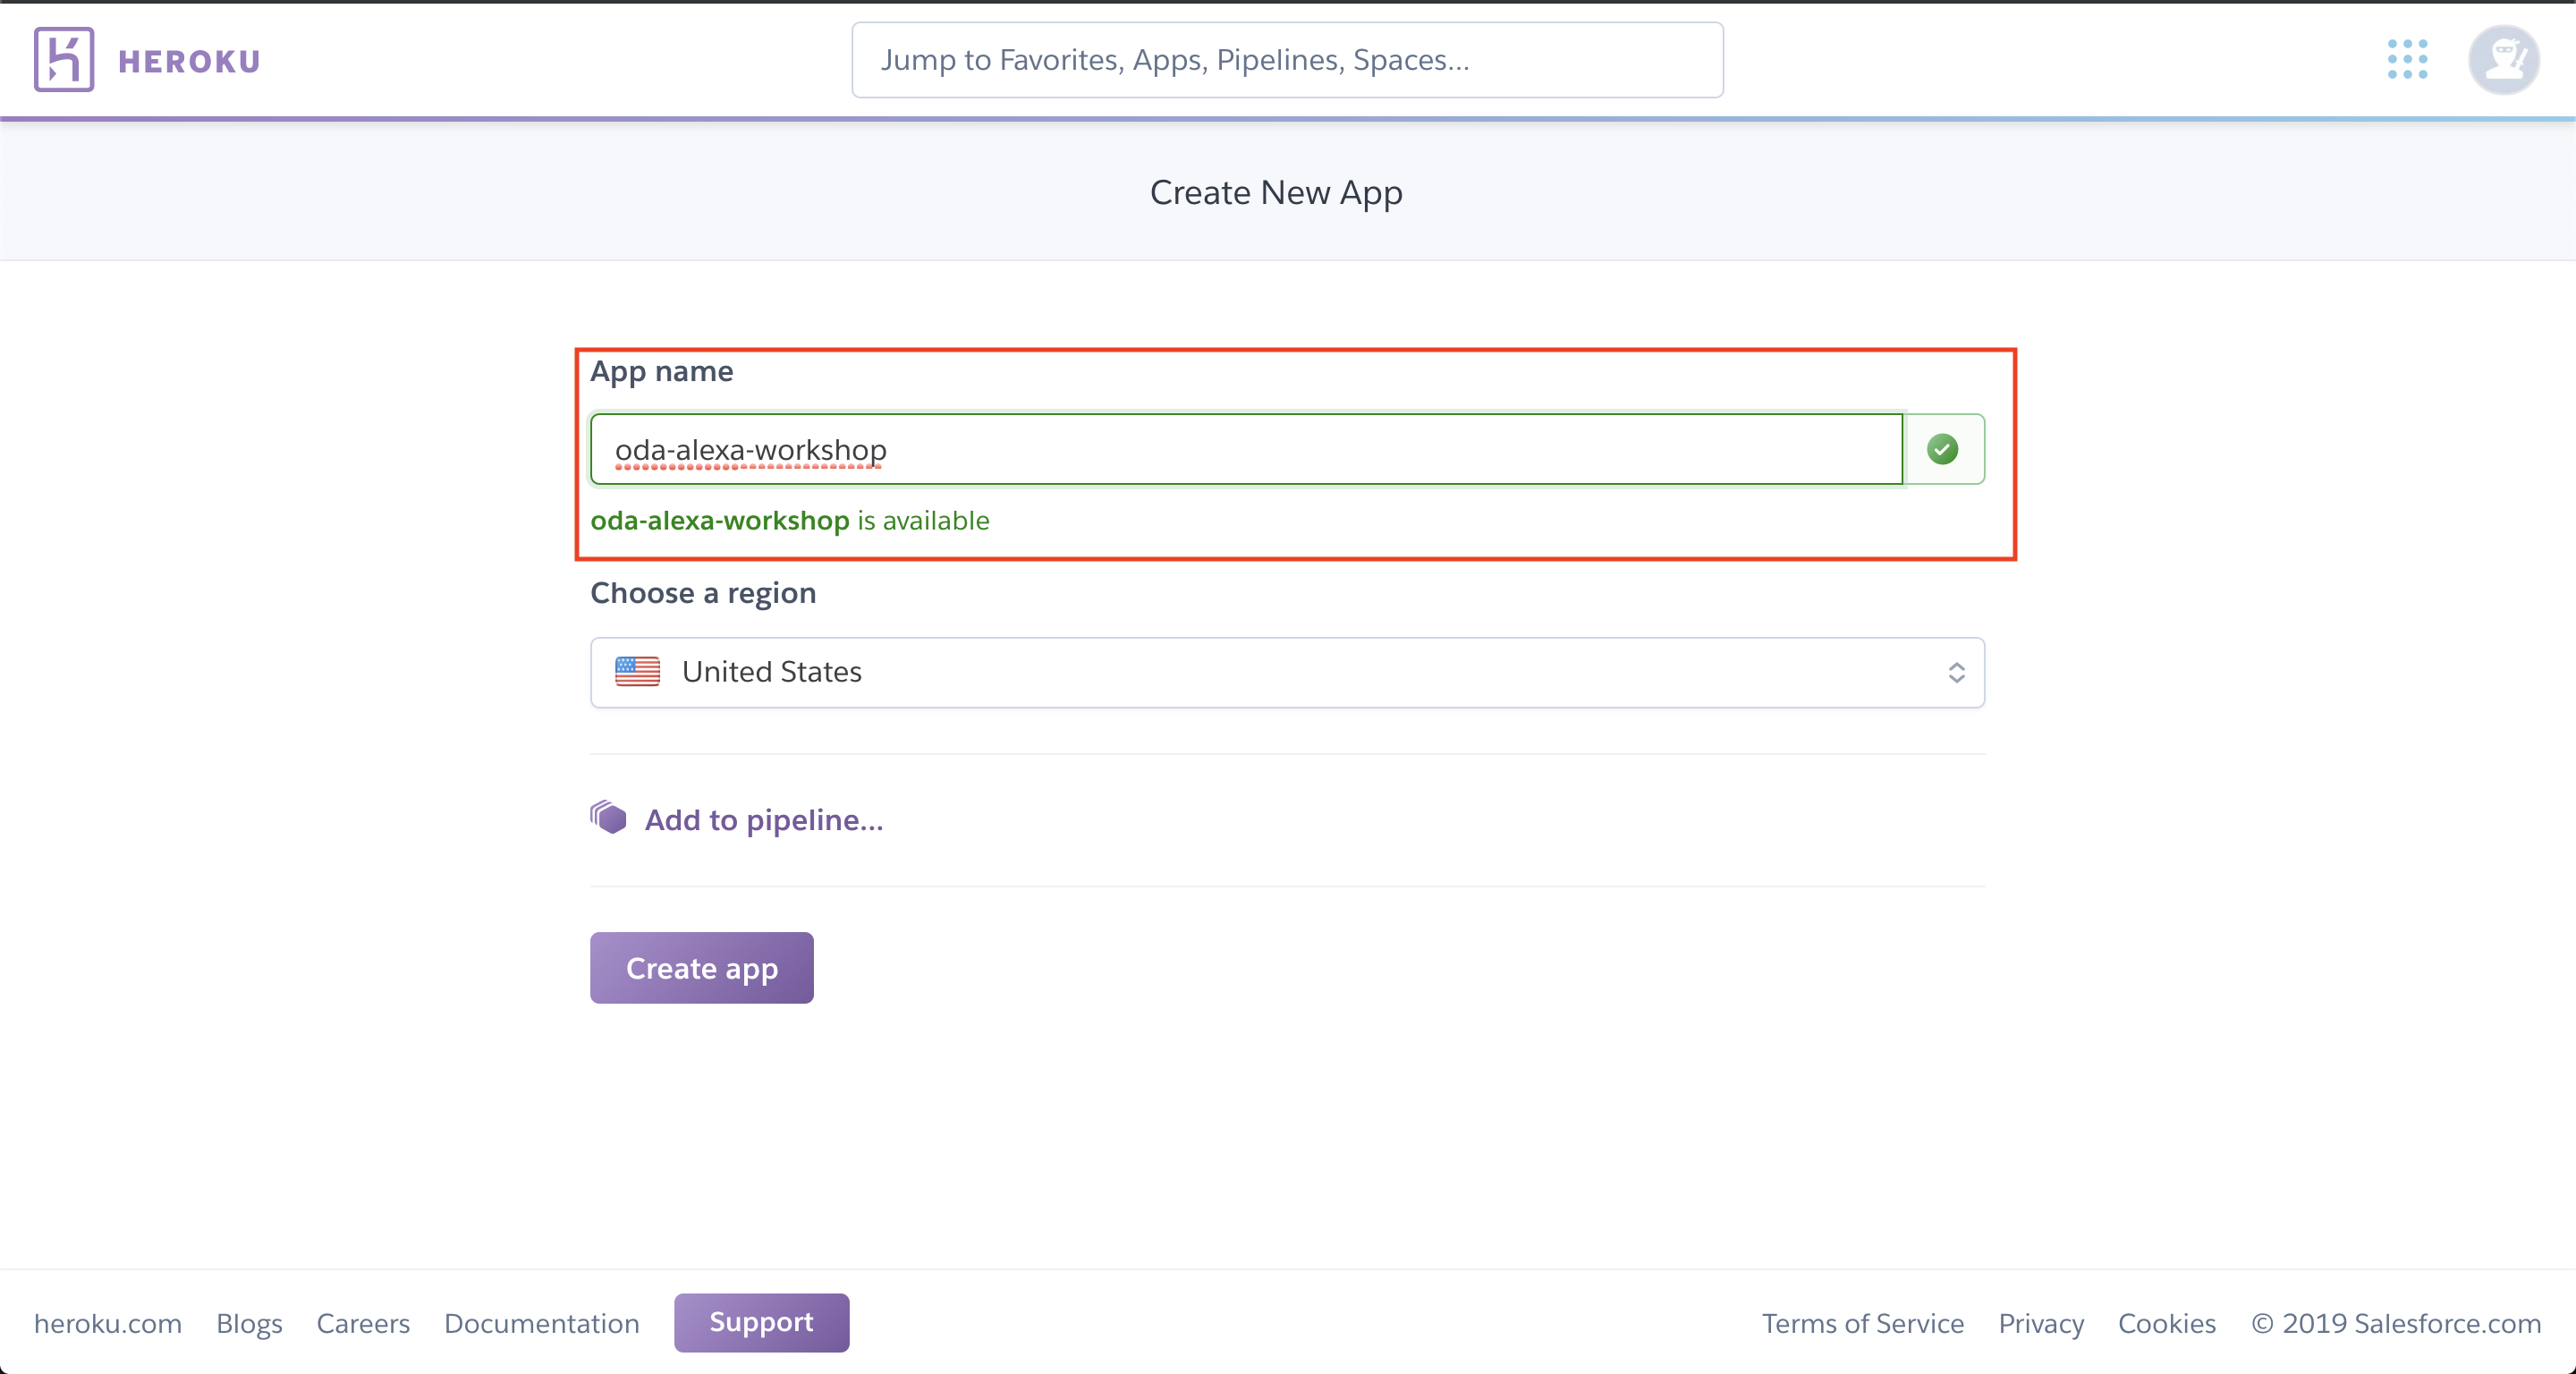 HEROKU
Jump to Favorites, Apps, Pipelines, Spaces...
Create New App
App name
oda-alexa-workshop
oda-alexa-workshop is available
Choose a region
United States
Add to pipeline...
Create app
heroku.com Blogs Careers Documentation Support Terms of Service Privacy Cookies © 2019 Salesforce.com